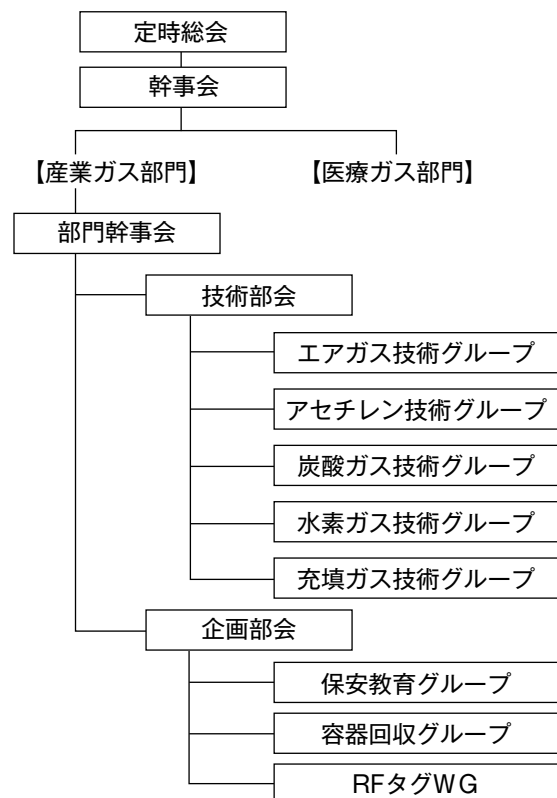 定時総会
幹事会
【産業ガス部門】
【医療ガス部門】
部門幹事会
技術部会
エアガス技術グループ
アセチレン技術グループ
炭酸ガス技術グループ
水素ガス技術グループ
充填ガス技術グループ
企画部会
保安教育グループ
容器回収グループ
RFタグWG